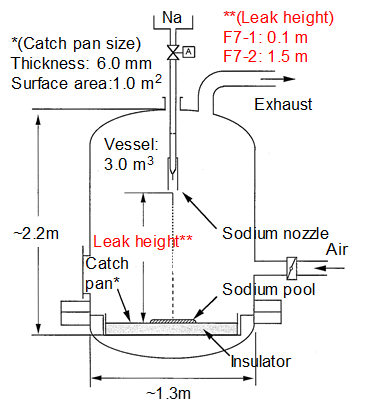 Na
*(Catch pan size)
Thickness: 6.0 mm
Surface area:1.0 m²
A
**(Leak height)
F7-1: 0.1 m
F7-2: 1.5 m
Exhaust
Vessel:
3.0 m³
~2.2m
Leak height**
Sodium nozzle
Air
Catch
pan*
Sodium pool
Insulator
~1.3m